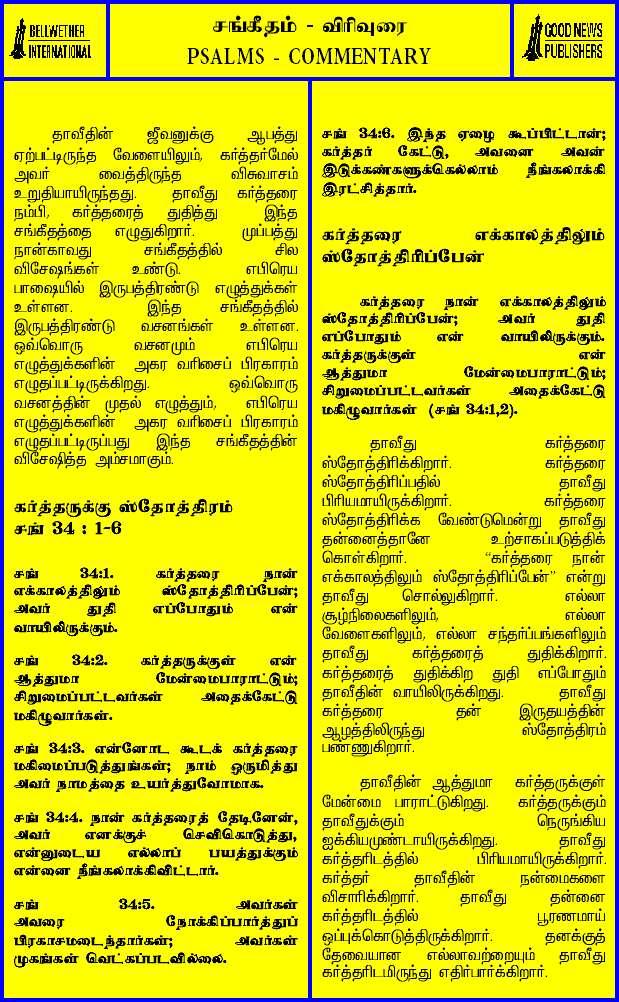 BELLWETHER
INTERNATIONAL
சங்கீதம் - விரிவுரை
PSALMS - COMMENTARY
GOOD NEWS
PUBLISHERS
தாவீதின் ஜீவனுக்கு ஆபத்து
ஏற்பட்டிருந்த வேளையிலும், கர்த்தர்மேல்
அவர் வைத்திருந்த விசுவாசம்
உறுதியாயிருந்தது. தாவீது கர்த்தரை
நம்பி, கர்த்தரைத் துதித்து இந்த
சங்கீதத்தை எழுதுகிறார். முப்பத்து
நான்காவது சங்கீதத்தில் சில
விசேஷங்கள் உண்டு. எபிரெய
பாஷையில் இருபத்திரண்டு எழுத்துக்கள்
உள்ளன. இந்த சங்கீதத்தில்
இருபத்திரண்டு வசனங்கள் உள்ளன.
ஒவ்வொரு வசனமும் எபிரெய
எழுத்துக்களின் அகர வரிசைப் பிரகாரம்
எழுதப்பட்டிருக்கிறது. ஒவ்வொரு
வசனத்தின் முதல் எழுத்தும், எபிரெய
எழுத்துக்களின் அகர வரிசைப் பிரகாரம்
எழுதப்பட்டிருப்பது இந்த சங்கீதத்தின்
விசேஷித்த அம்சமாகும்.
கர்த்தருக்கு ஸ்தோத்திரம்
சங் 34 : 1-6
சங் 34:1. கர்த்தரை நான்
எக்காலத்திலும் ஸ்தோத்திரிப்பேன்;
அவர் துதி எப்போதும் என்
வாயிலிருக்கும்.
சங் 34:2. கர்த்தருக்குள் என்
ஆத்துமா மேன்மைபாராட்டும்;
சிறுமைப்பட்டவர்கள் அதைக்கேட்டு
மகிழுவார்கள்.
சங் 34:3. என்னோட கூடக் கர்த்தரை
மகிமைப்படுத்துங்கள்; நாம் ஒருமித்து
அவர் நாமத்தை உயர்த்துவோமாக.
சங் 34:4. நான் கர்த்தரைத் தேடினேன்,
அவர் எனக்குச் செவிகொடுத்து,
என்னுடைய எல்லாப் பயத்துக்கும்
என்னை நீங்கலாக்கிவிட்டார்.
சங் 34:5. அவர்கள்
அவரை நோக்கிப்பார்த்துப்
பிரகாசமடைந்தார்கள்; அவர்கள்
முகங்கள் வெட்கப்படவில்லை.
சங் 34:6. இந்த ஏழை கூப்பிட்டான்;
கர்த்தர் கேட்டு, அவனை அவன்
இடுக்கண்களுக்கெல்லாம் நீங்கலாக்கி
இரட்சித்தார்.
கர்த்தரை எக்காலத்திலும்
ஸ்தோத்திரிப்பேன்
கர்த்தரை நான் எக்காலத்திலும்
ஸ்தோத்திரிப்பேன்; அவர் துதி
எப்போதும் என் வாயிலிருக்கும்.
கர்த்தருக்குள் என்
ஆத்துமா மேன்மைபாராட்டும்;
சிறுமைப்பட்டவர்கள் அதைக்கேட்டு
மகிழுவார்கள் (சங் 34:1,2).
தாவீது கர்த்தரை
ஸ்தோத்திரிக்கிறார். கர்த்தரை
ஸ்தோத்திரிப்பதில் தாவீது
பிரியமாயிருக்கிறார். கர்த்தரை
ஸ்தோத்திரிக்க வேண்டுமென்று தாவீது
தன்னைத்தானே உற்சாகப்படுத்திக்
கொள்கிறார். “கர்த்தரை நான்
எக்காலத்திலும் ஸ்தோத்திரிப்பேன்” என்று
தாவீது சொல்லுகிறார். எல்லா
சூழ்நிலைகளிலும், எல்லா
வேளைகளிலும், எல்லா சந்தர்ப்பங்களிலும்
தாவீது கர்த்தரைத் துதிக்கிறார்.
கர்த்தரைத் துதிக்கிற துதி எப்போதும்
தாவீதின் வாயிலிருக்கிறது. தாவீது
கர்த்தரை தன் இருதயத்தின்
ஆழத்திலிருந்து ஸ்தோத்திரம்
பண்ணுகிறார்.
தாவீதின் ஆத்துமா கர்த்தருக்குள்
மேன்மை பாராட்டுகிறது. கர்த்தருக்கும்
தாவீதுக்கும் நெருங்கிய
ஐக்கியமுண்டாயிருக்கிறது. தாவீது
கர்த்தரிடத்தில் பிரியமாயிருக்கிறார்.
கர்த்தர் தாவீதின் நன்மைகளை
விசாரிக்கிறார். தாவீது தன்னை
கர்த்தரிடத்தில் பூரணமாய்
ஒப்புக்கொடுத்திருக்கிறார். தனக்குத்
தேவையான எல்லாவற்றையும் தாவீது
கர்த்தரிடமிருந்து எதிர்பார்க்கிறார்.